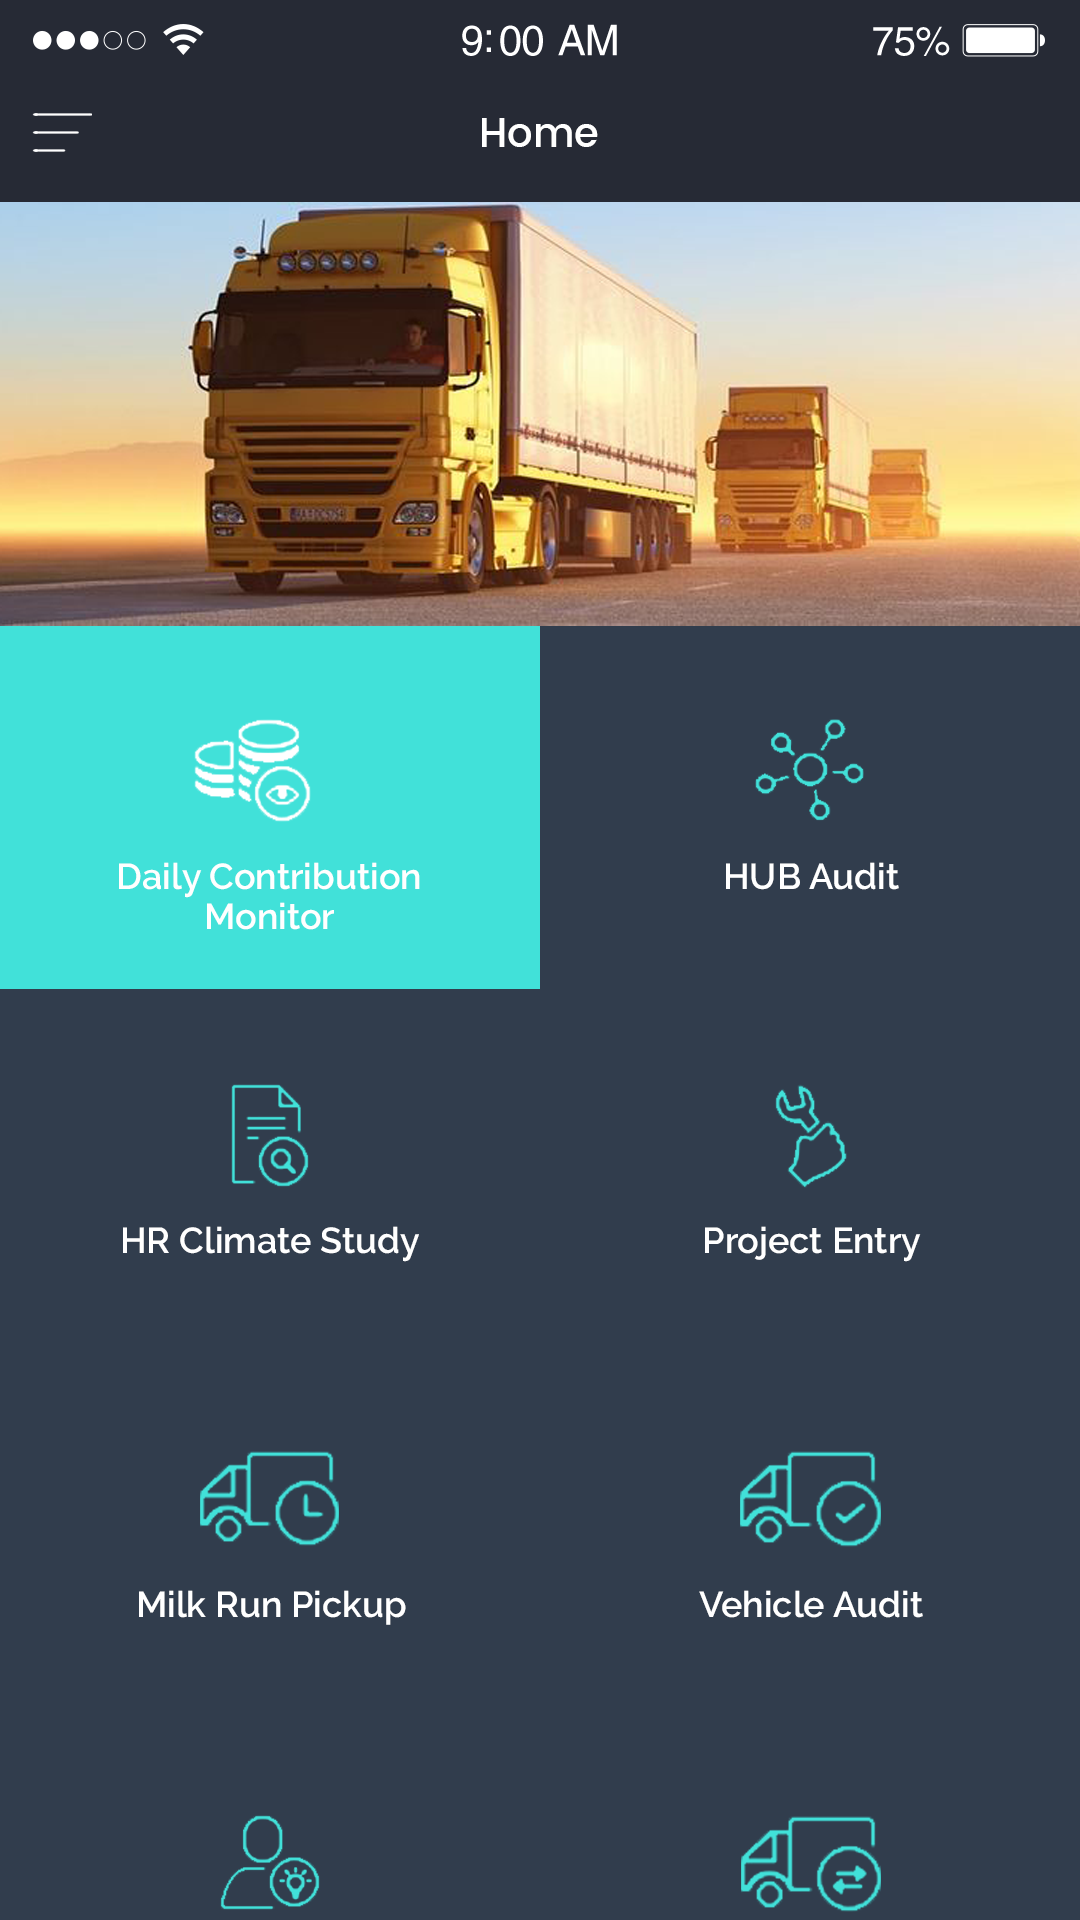 9:00 AM
75%
Home
Daily Contribution
Monitor
HUB Audit
HR Climate Study
Project Entry
Milk Run Pickup
Vehicle Audit